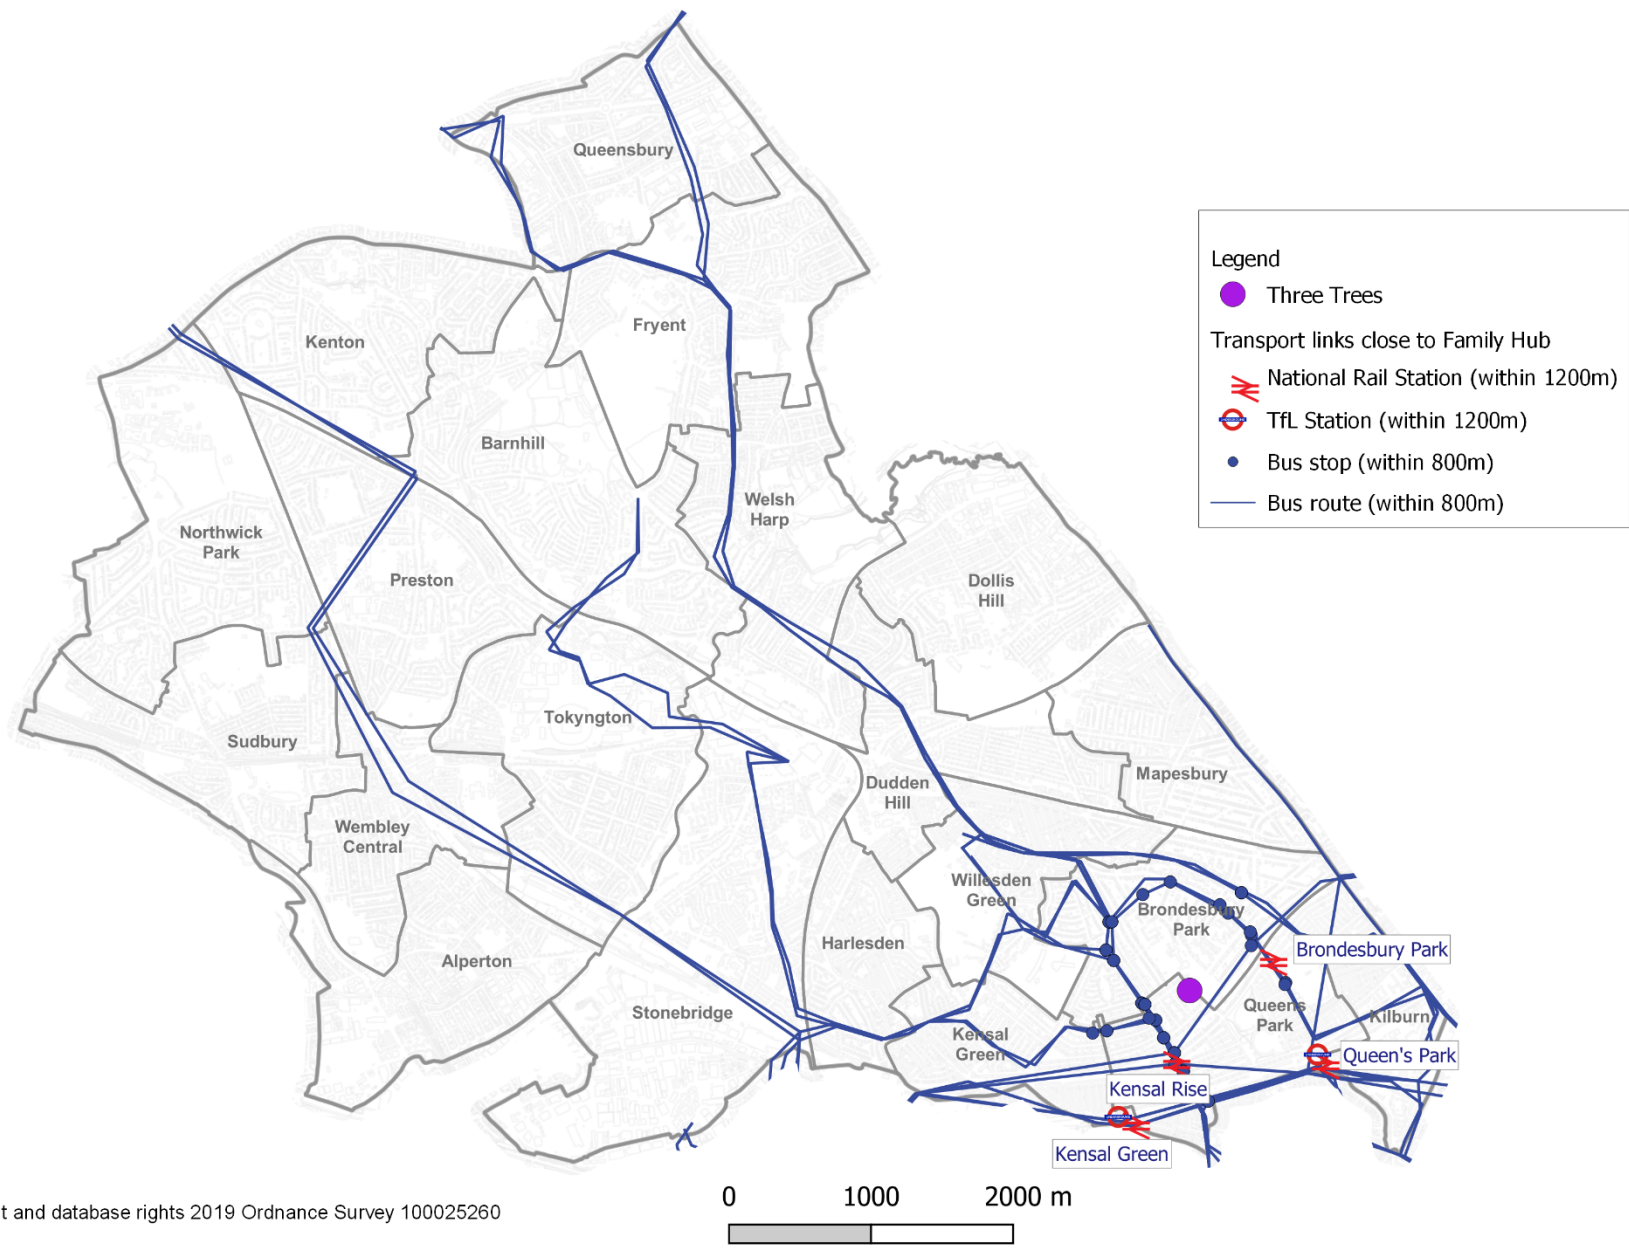 Queensbury
Legend
Three Trees
Kenton
Fryent
Transport links close to Family Hub
National Rail Station (within 1200m)
TfL Station (within 1200m)
Barnhill
Bus stop (within 800m)
Bus route (within 800m)
Welsh
Harp
Northwick
Park
Preston
Dollis
Hill
Tokyngton
Sudbury
Mapesbury
Dudden
Hill
Wembley
Central
Willesden
Green
Brondesbury
Park
Harlesden
Brondesbury Park
Alperton
Stonebridge
Queens
Park
Kilburn
Kensal
Green
Queen's Park
Kensal Rise
Kensal Green
0 1000 2000 m
t and database rights 2019 Ordnance Survey 100025260